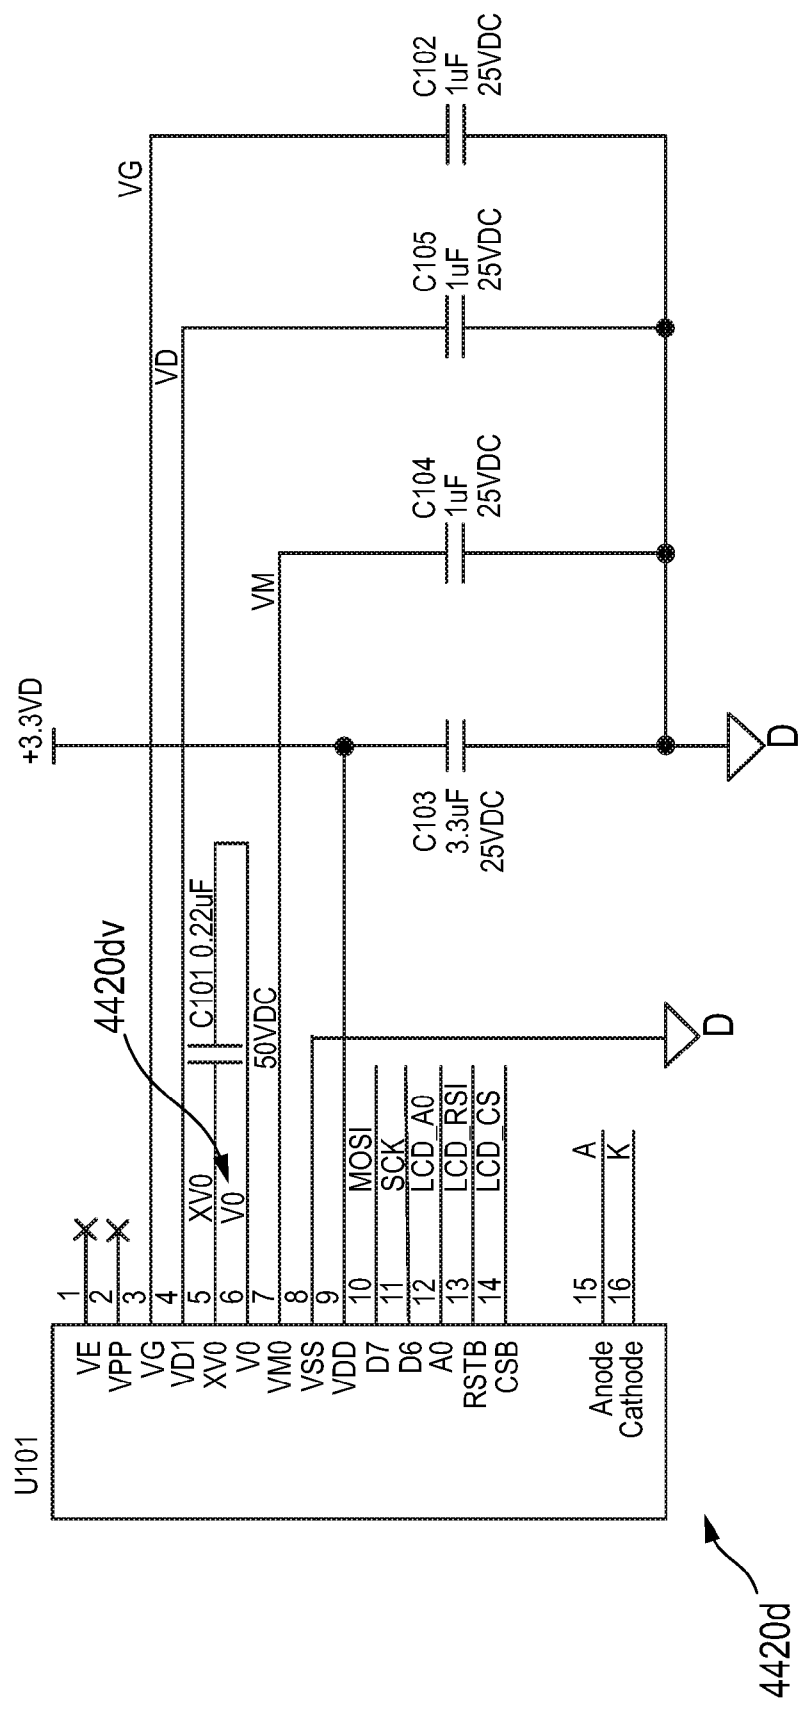 U101
VE
VPP
VG
VD1
XV0
V0
VM0
VSS
VDD
D7
D6
A0
RSTB
CSB
Anode
Cathode
1
2
3
4
5
6
7
8
9
10
11
12
13
14
15
16
XV0
V0
MOSI
SCK
LCD_A0
LCD_RSI
LCD_CS
A
K
4420dv
C101 0.22uF
50VDC
D
+3.3VD
C103
3.3uF
25VDC
D
VM
C104
1uF
25VDC
VD
C105
1uF
25VDC
VG
C102
1uF
25VDC
4420d